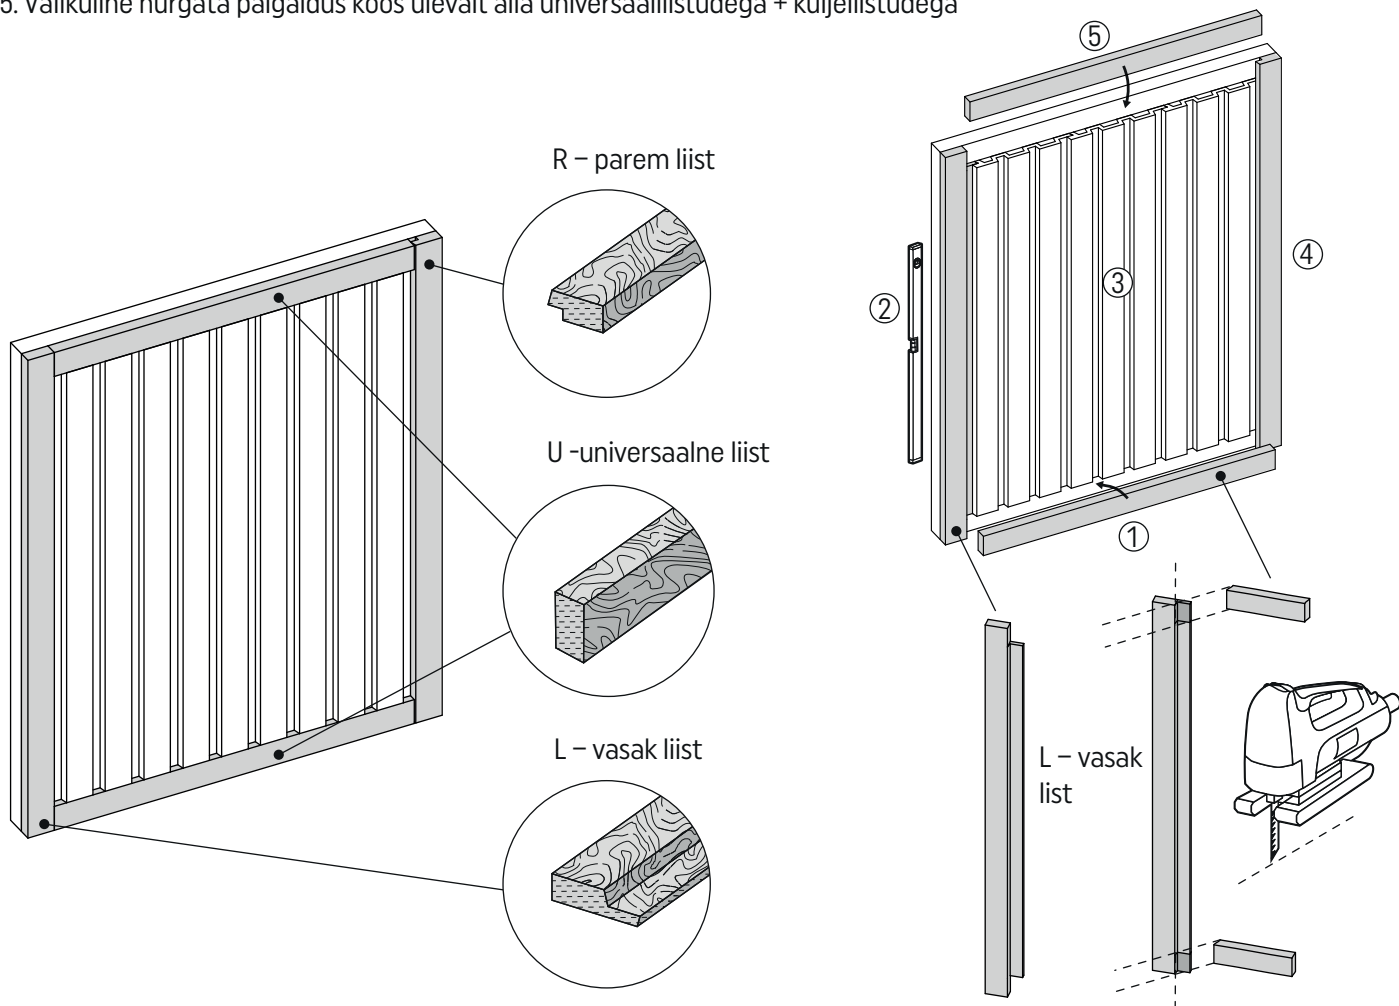 5. Valikuline nurgata paigaldus koos ülevalt alla universaalliistudega + küljeliistudega
R – parem liist
U -universaalne liist
L – vasak liist
⑤
④
③
②
①
L – vasak
list